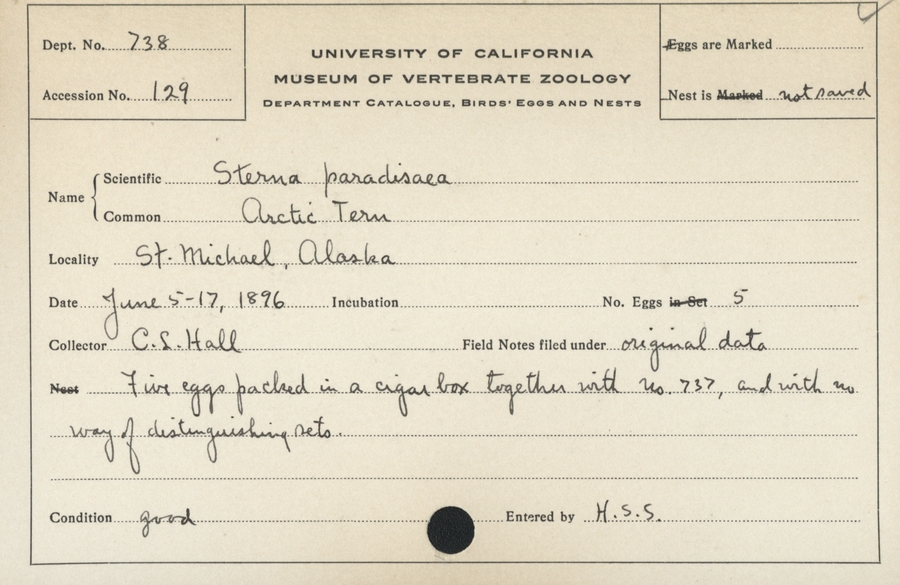 Dept. No. 738
Accession No. 129
UNIVERSITY OF CALIFORNIA
MUSEUM OF VERTEBRATE ZOOLOGY
DEPARTMENT CATALOGUE, BIRDS' EGGS AND NESTS
Eggs are Marked
Nest is Marked not saved
Name
Scientific Sterna paradisaea
Common Arctic Tern
Locality St. Michael, Alaska
Date June 5-17, 1896 Incubation No. Eggs in Set 5
Collector C.L. Hall Field Notes filed under original data
Nest Five eggs packed in a cigar box together with no. 737, and with no
way of distinguishing sets.
Condition good Entered by H.S.S.